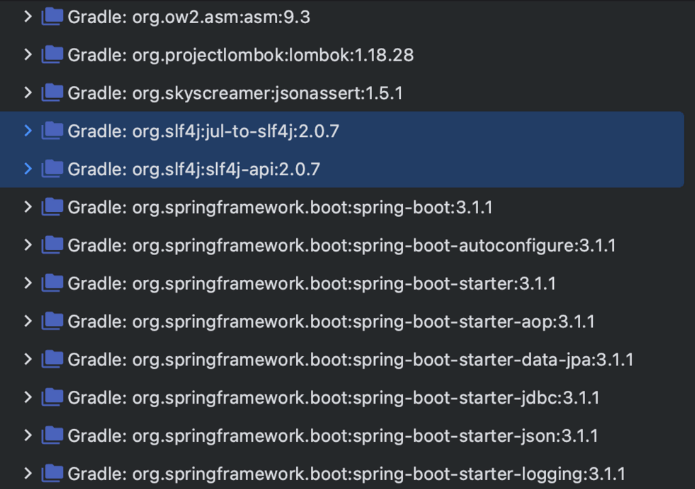 Gradle: org.ow2.asm:asm:9.3
Gradle: org.projectlombok:lombok:1.18.28
Gradle: org.skyscreamer:jsonassert:1.5.1
Gradle: org.slf4j:jul-to-slf4j:2.0.7
Gradle: org.slf4j:slf4j-api:2.0.7
Gradle: org.springframework.boot:spring-boot:3.1.1
Gradle: org.springframework.boot:spring-boot-autoconfigure:3.1.1
Gradle: org.springframework.boot:spring-boot-starter:3.1.1
Gradle: org.springframework.boot:spring-boot-starter-aop:3.1.1
Gradle: org.springframework.boot:spring-boot-starter-data-jpa:3.1.1
Gradle: org.springframework.boot:spring-boot-starter-jdbc:3.1.1
Gradle: org.springframework.boot:spring-boot-starter-json:3.1.1
Gradle: org.springframework.boot:spring-boot-starter-logging:3.1.1